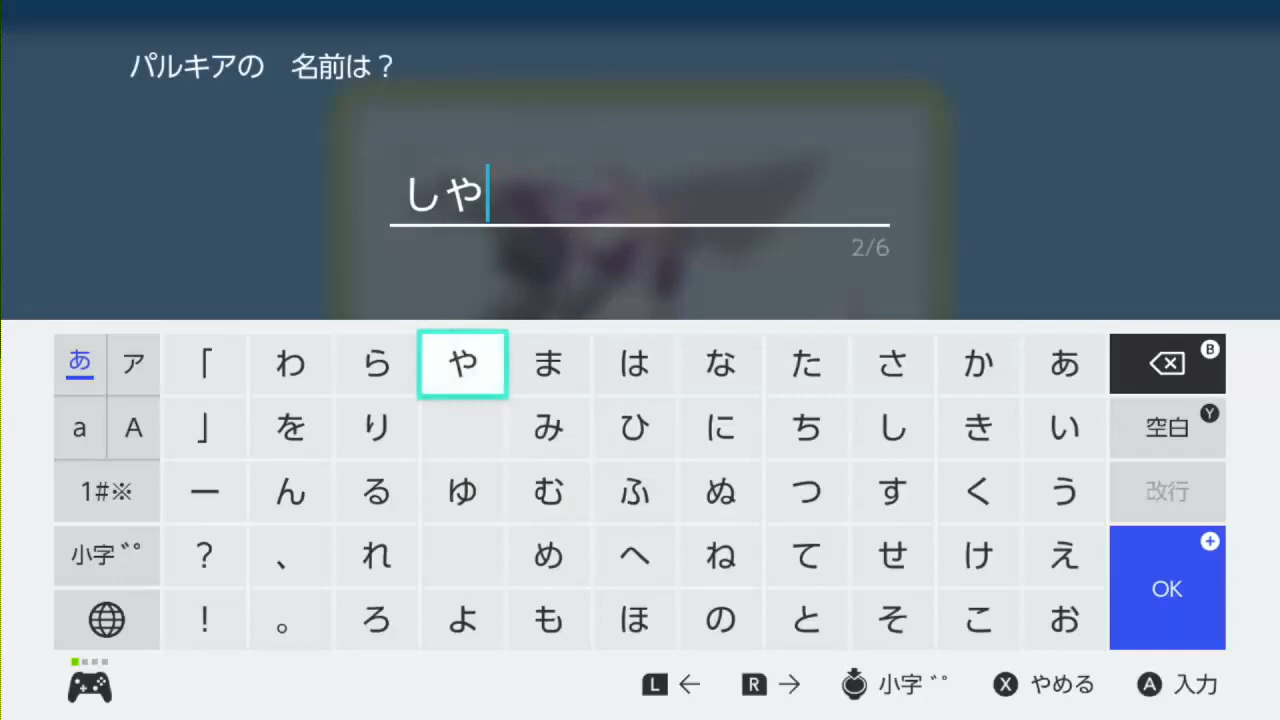 パルキアの 名前は？
しや
2/6
あ ア 「 わ ら や ま は な た さ か あ B
a A 」 を り み ひ に ち し き い 空白 Y
1#※ ー ん る ゆ む ふ ぬ つ す く う 改行
小字゛゜ ？ 、 れ め へ ね て せ け え +
！ 。 ろ よ も ほ の と そ こ お OK
L ← R → 小字゛゜ X やめる A 入力